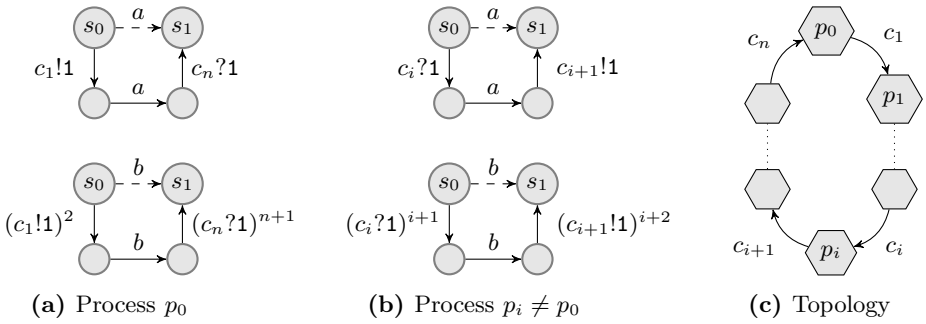 s₀ a s₁
c₁!1 cₙ?1
a
s₀ b s₁
(c₁!1)² (cₙ?1)ⁿ⁺¹
b
(a) Process p₀
s₀ a s₁
cᵢ?1 cᵢ₊₁!1
a
s₀ b s₁
(cᵢ?1)ⁱ⁺¹ (cᵢ₊₁!1)ⁱ⁺²
b
(b) Process pᵢ ≠ p₀
cₙ p₀ c₁
p₁
cᵢ₊₁ pᵢ cᵢ
(c) Topology